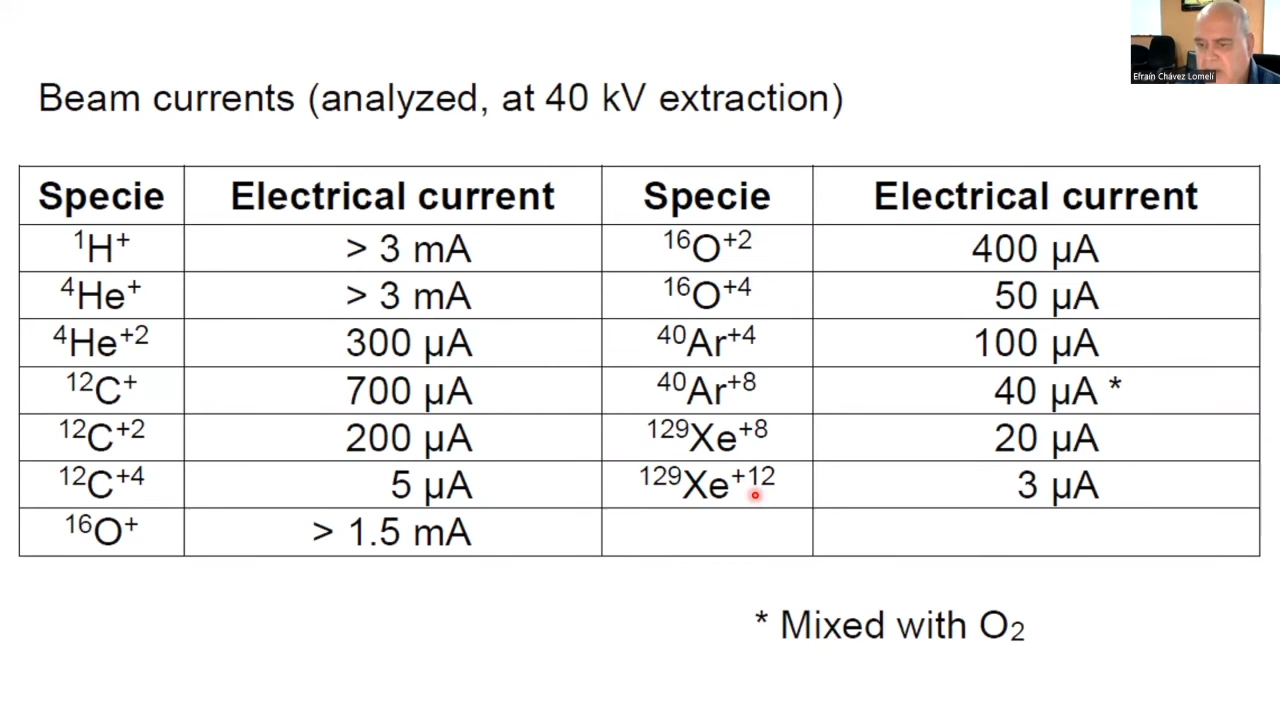 Efraín Chávez Lomelí
Beam currents (analyzed, at 40 kV extraction)
Specie Electrical current Specie Electrical current
¹H⁺ > 3 mA ¹⁶O⁺² 400 µA
⁴He⁺ > 3 mA ¹⁶O⁺⁴ 50 µA
⁴He⁺² 300 µA ⁴⁰Ar⁺⁴ 100 µA
¹²C⁺ 700 µA ⁴⁰Ar⁺⁸ 40 µA *
¹²C⁺² 200 µA ¹²⁹Xe⁺⁸ 20 µA
¹²C⁺⁴ 5 µA ¹²⁹Xe⁺¹² 3 µA
¹⁶O⁺ > 1.5 mA
* Mixed with O₂